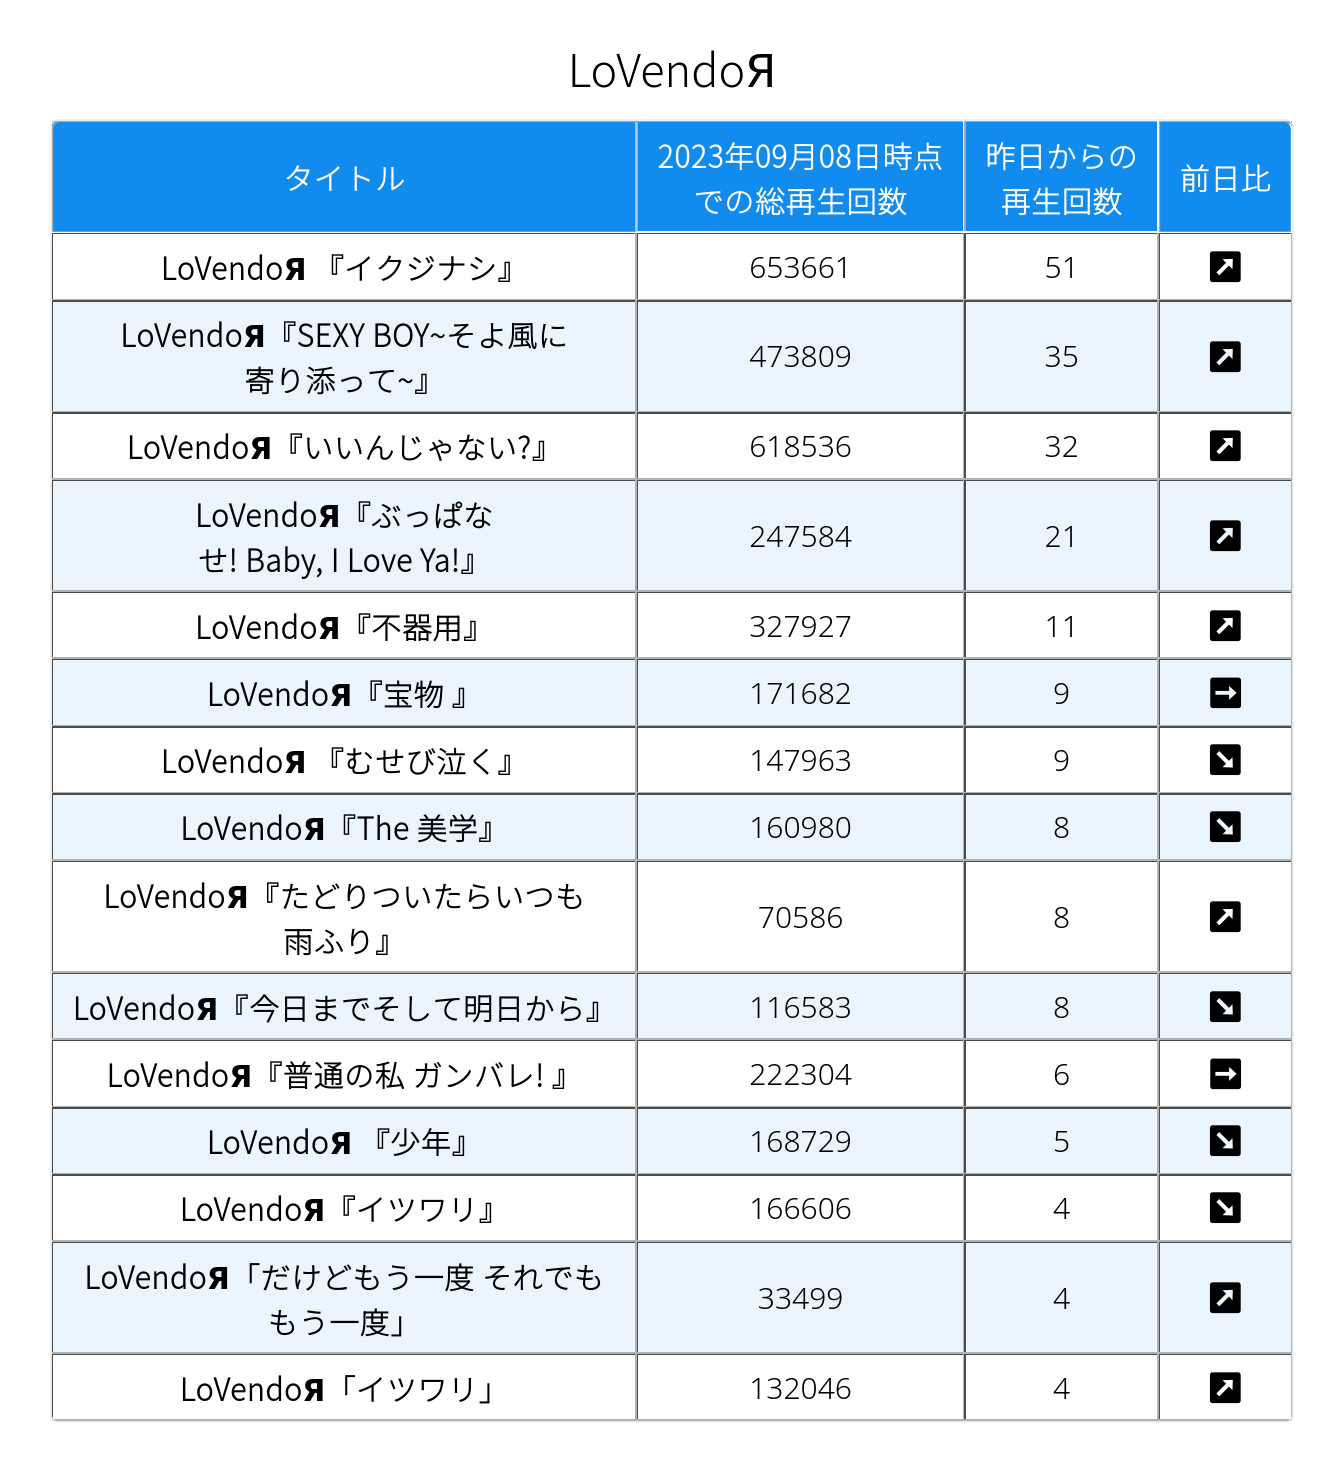 LoVendoЯ
タイトル
2023年09月08日時点
での総再生回数
昨日からの
再生回数
前日比
LoVendoЯ 『イクジナシ』
653661
51
LoVendoЯ『SEXY BOY~そよ風に
寄り添って~』
473809
35
LoVendoЯ『いいんじゃない?』
618536
32
LoVendoЯ『ぶっぱな
せ! Baby, I Love Ya!』
247584
21
LoVendoЯ『不器用』
327927
11
LoVendoЯ『宝物 』
171682
9
LoVendoЯ 『むせび泣く』
147963
9
LoVendoЯ『The 美学』
160980
8
LoVendoЯ『たどりついたらいつも
雨ふり』
70586
8
LoVendoЯ『今日までそして明日から』
116583
8
LoVendoЯ『普通の私 ガンバレ! 』
222304
6
LoVendoЯ 『少年』
168729
5
LoVendoЯ『イツワリ』
166606
4
LoVendoЯ「だけどもう一度 それでも
もう一度」
33499
4
LoVendoЯ「イツワリ」
132046
4